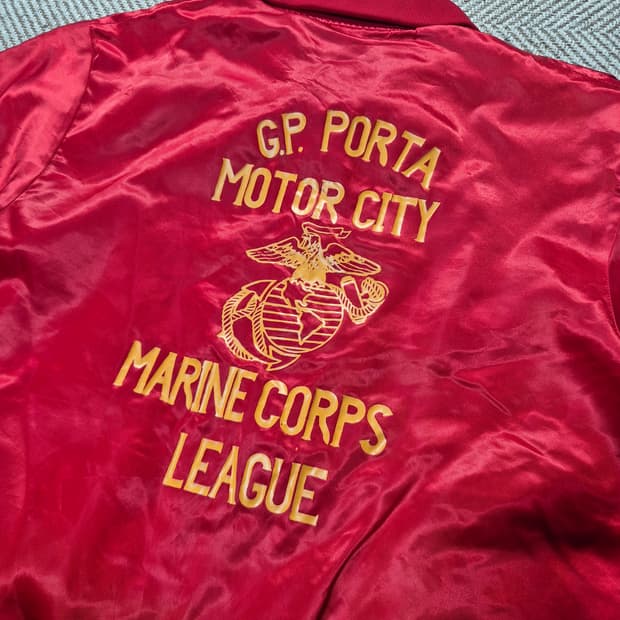 G.P. PORTA
MOTOR CITY
MARINE CORPS
LEAGUE